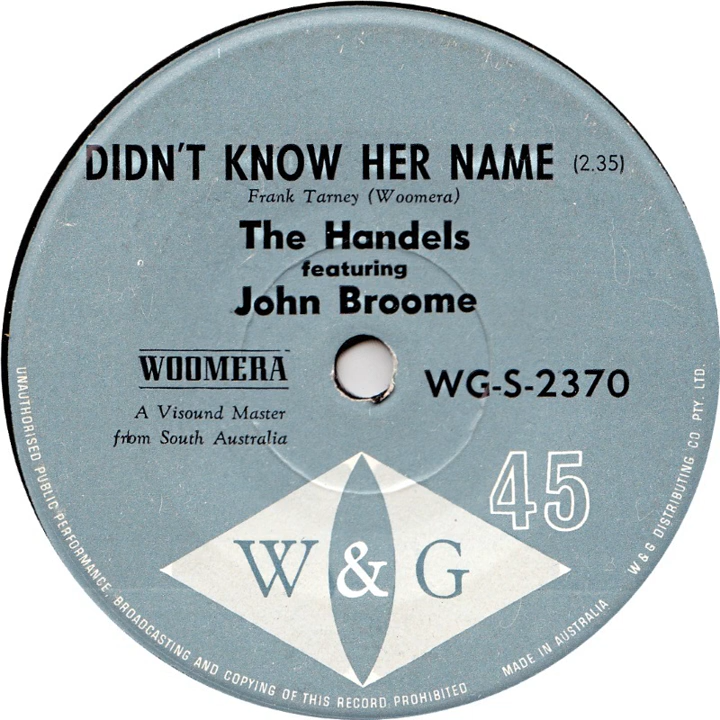 DIDN'T KNOW HER NAME (2.35)
Frank Tarney (Woomera)
The Handels
featuring
John Broome
WOOMERA
WG-S-2370
A Visound Master
from South Australia
45
W & G
UNAUTHORISED PUBLIC PERFORMANCE, BROADCASTING AND COPYING OF THIS RECORD PROHIBITED
MADE IN AUSTRALIA
W & G DISTRIBUTING CO PTY. LTD.